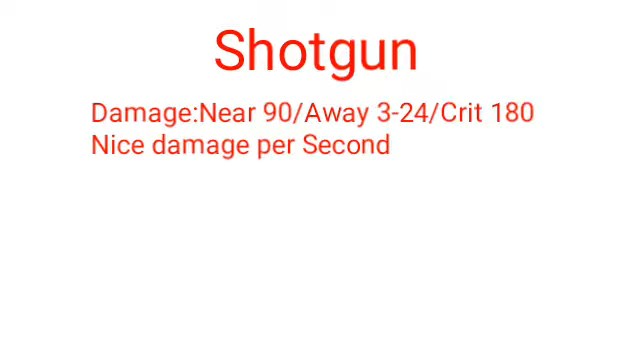 Shotgun
Damage:Near 90/Away 3-24/Crit 180
Nice damage per Second